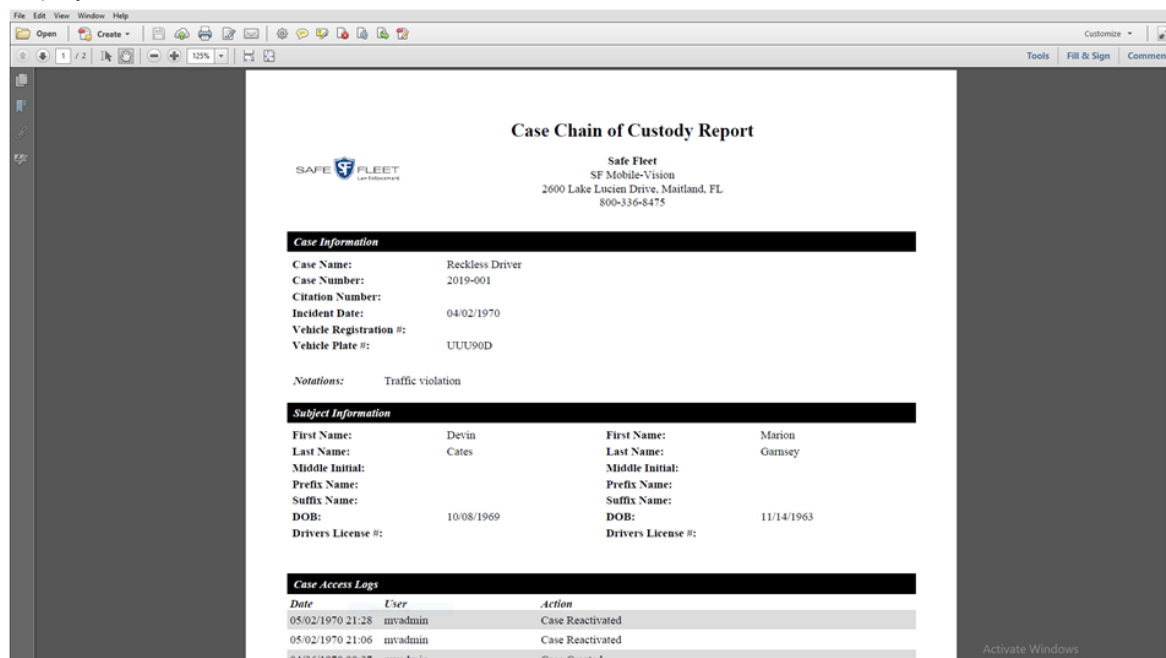 File Edit View Window Help
Open Create Customize
1 / 2 125% Tools Fill & Sign Commen
Case Chain of Custody Report
SAFE SF FLEET
Law Enforcement
Safe Fleet
SF Mobile-Vision
2600 Lake Lucien Drive, Maitland, FL
800-336-8475
Case Information
Case Name: Reckless Driver
Case Number: 2019-001
Citation Number:
Incident Date: 04/02/1970
Vehicle Registration #:
Vehicle Plate #: UUU90D
Notations: Traffic violation
Subject Information
First Name: Devin First Name: Marion
Last Name: Cates Last Name: Garnsey
Middle Initial: Middle Initial:
Prefix Name: Prefix Name:
Suffix Name: Suffix Name:
DOB: 10/08/1969 DOB: 11/14/1963
Drivers License #: Drivers License #:
Case Access Logs
Date User Action
05/02/1970 21:28 mvadmin Case Reactivated
05/02/1970 21:06 mvadmin Case Reactivated
Activate Windows